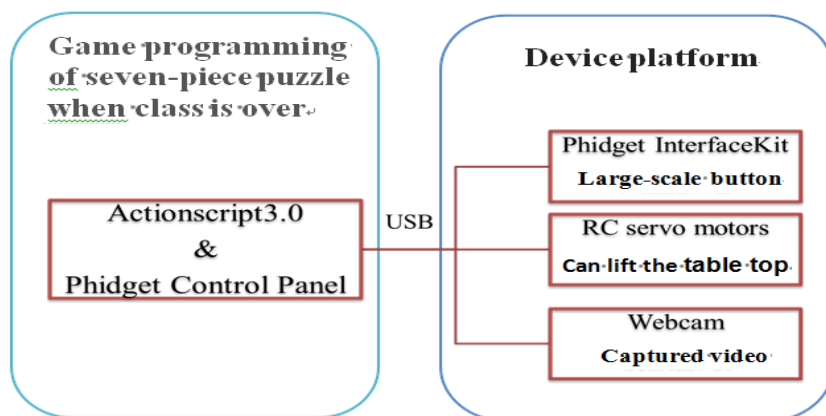 Game programming
of seven-piece puzzle
when class is over
Actionscript3.0
&
Phidget Control Panel
USB
Device platform
Phidget InterfaceKit
Large-scale button
RC servo motors
Can lift the table top
Webcam
Captured video